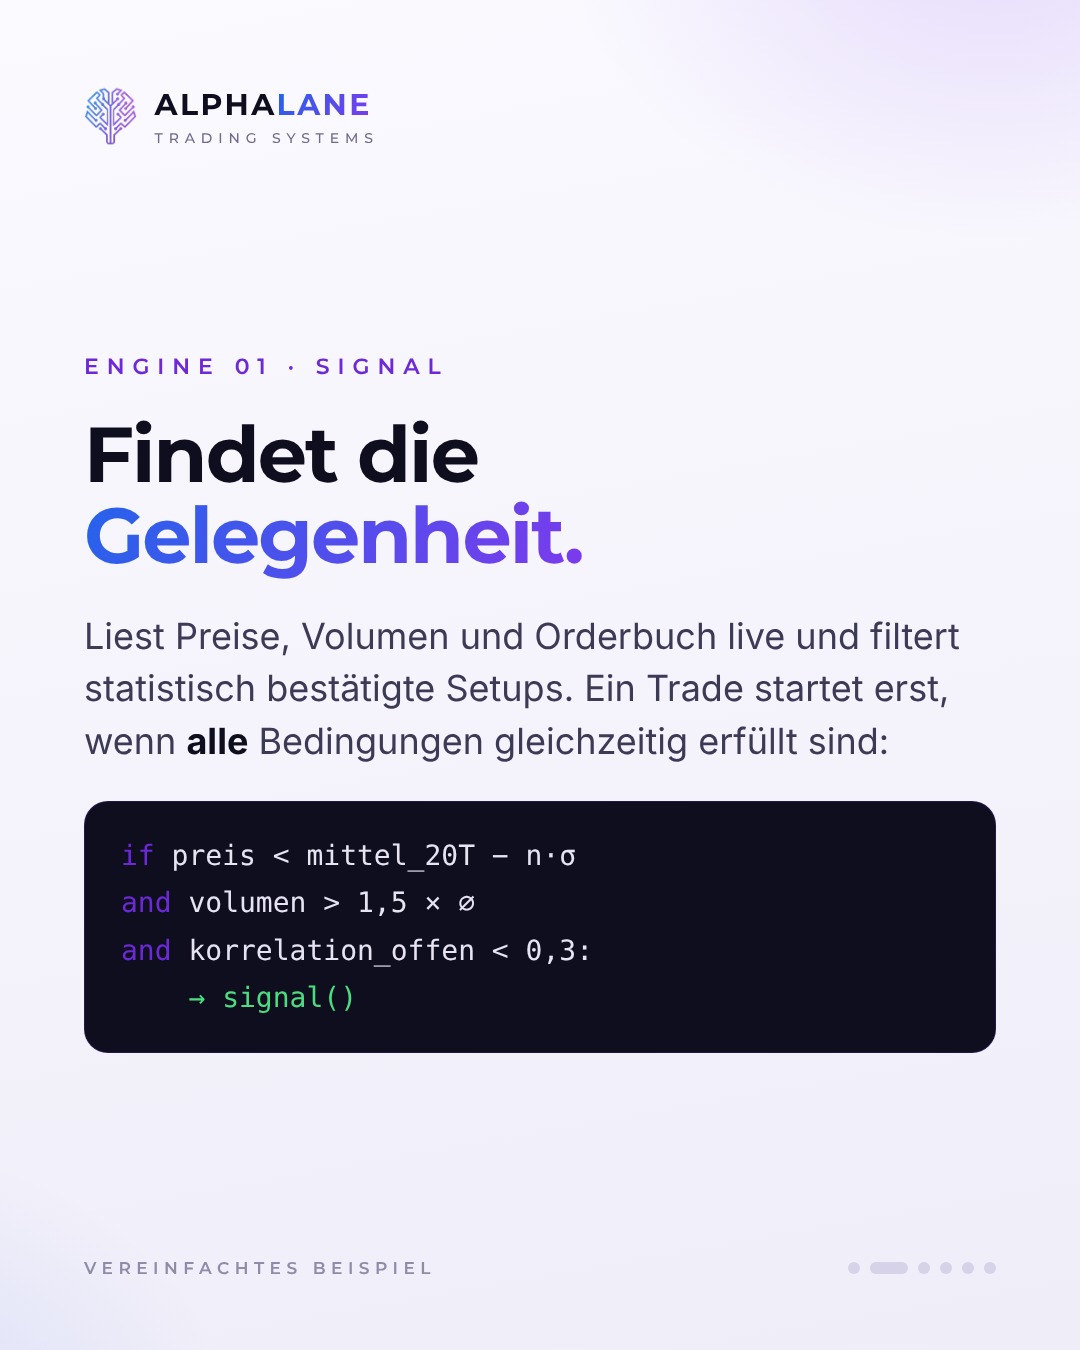 ALPHALANE
TRADING SYSTEMS
ENGINE 01 · SIGNAL
Findet die
Gelegenheit.
Liest Preise, Volumen und Orderbuch live und filtert
statistisch bestätigte Setups. Ein Trade startet erst,
wenn alle Bedingungen gleichzeitig erfüllt sind:
if preis < mittel_20T − n·σ
and volumen > 1,5 × ⌀
and korrelation_offen < 0,3:
    → signal()
VEREINFACHTES BEISPIEL